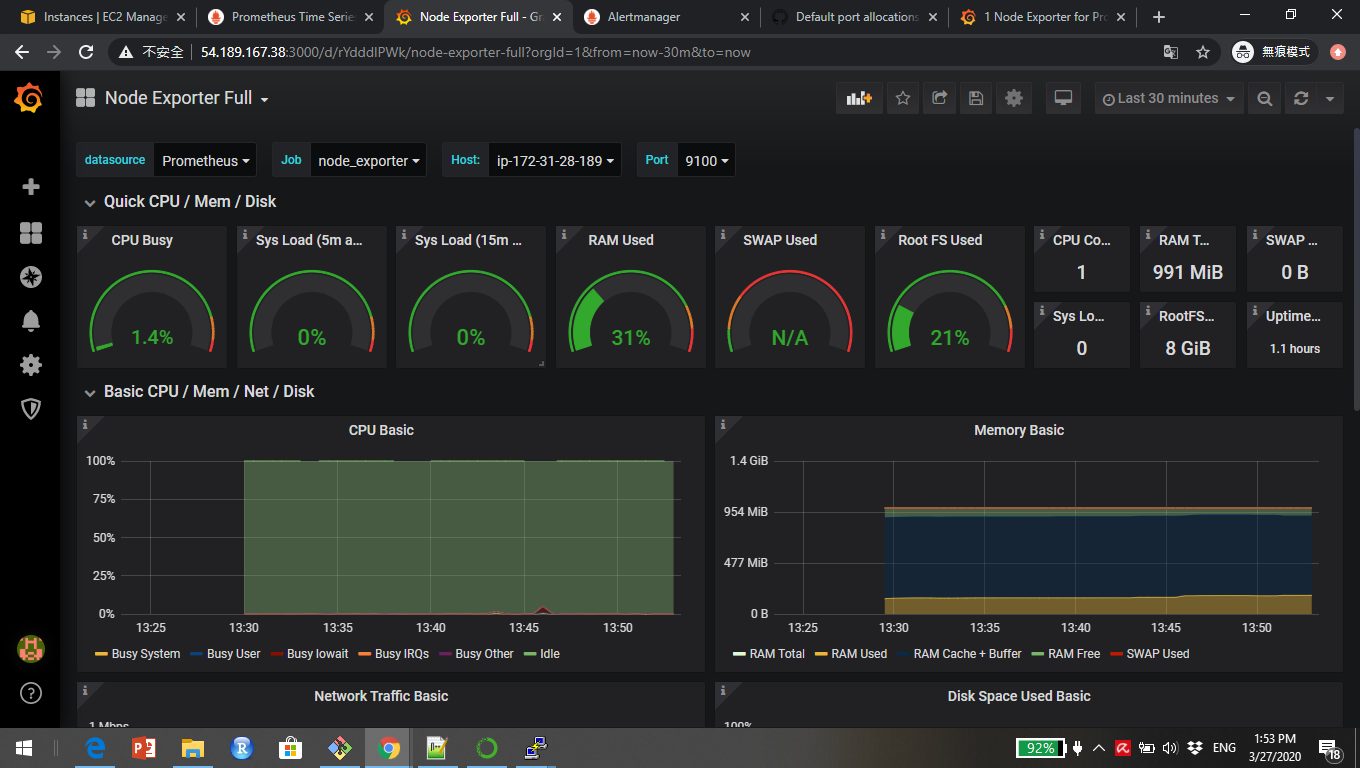 Instances | EC2 Manage
Prometheus Time Serie
Node Exporter Full - Gr
Alertmanager
Default port allocations
1 Node Exporter for Pro
不安全 54.189.167.38:3000/d/rYdddlPWk/node-exporter-full?orgId=1&from=now-30m&to=now
無痕模式
Node Exporter Full
Last 30 minutes
datasource Prometheus Job node_exporter Host: ip-172-31-28-189 Port 9100
Quick CPU / Mem / Disk
CPU Busy
1.4%
Sys Load (5m a...
0%
Sys Load (15m ...
0%
RAM Used
31%
SWAP Used
N/A
Root FS Used
21%
CPU Co...
1
RAM T...
991 MiB
SWAP ...
0 B
Sys Lo...
0
RootFS...
8 GiB
Uptime...
1.1 hours
Basic CPU / Mem / Net / Disk
CPU Basic
100%
75%
50%
25%
0%
13:25 13:30 13:35 13:40 13:45 13:50
Busy System Busy User Busy Iowait Busy IRQs Busy Other Idle
Memory Basic
1.4 GiB
954 MiB
477 MiB
0 B
13:25 13:30 13:35 13:40 13:45 13:50
RAM Total RAM Used RAM Cache + Buffer RAM Free SWAP Used
Network Traffic Basic
1 Mbps
Disk Space Used Basic
100%
92%
ENG
1:53 PM
3/27/2020
18